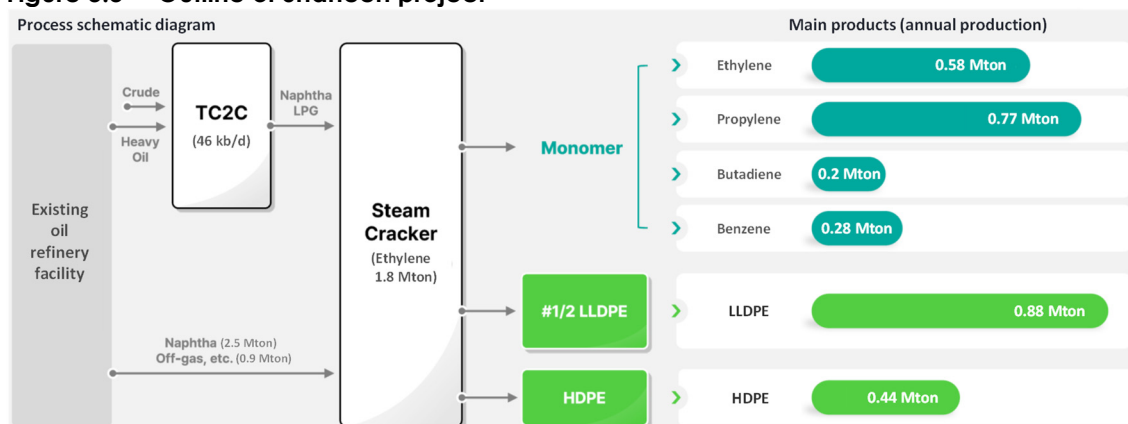 Process schematic diagram
Main products (annual production)
Existing
oil
refinery
facility
Crude
Heavy
Oil
TC2C
(46 kb/d)
Naphtha
LPG
Naphtha (2.5 Mton)
Off-gas, etc. (0.9 Mton)
Steam
Cracker
(Ethylene
1.8 Mton)
Monomer
#1/2 LLDPE
HDPE
Ethylene
0.58 Mton
Propylene
0.77 Mton
Butadiene
0.2 Mton
Benzene
0.28 Mton
LLDPE
0.88 Mton
HDPE
0.44 Mton